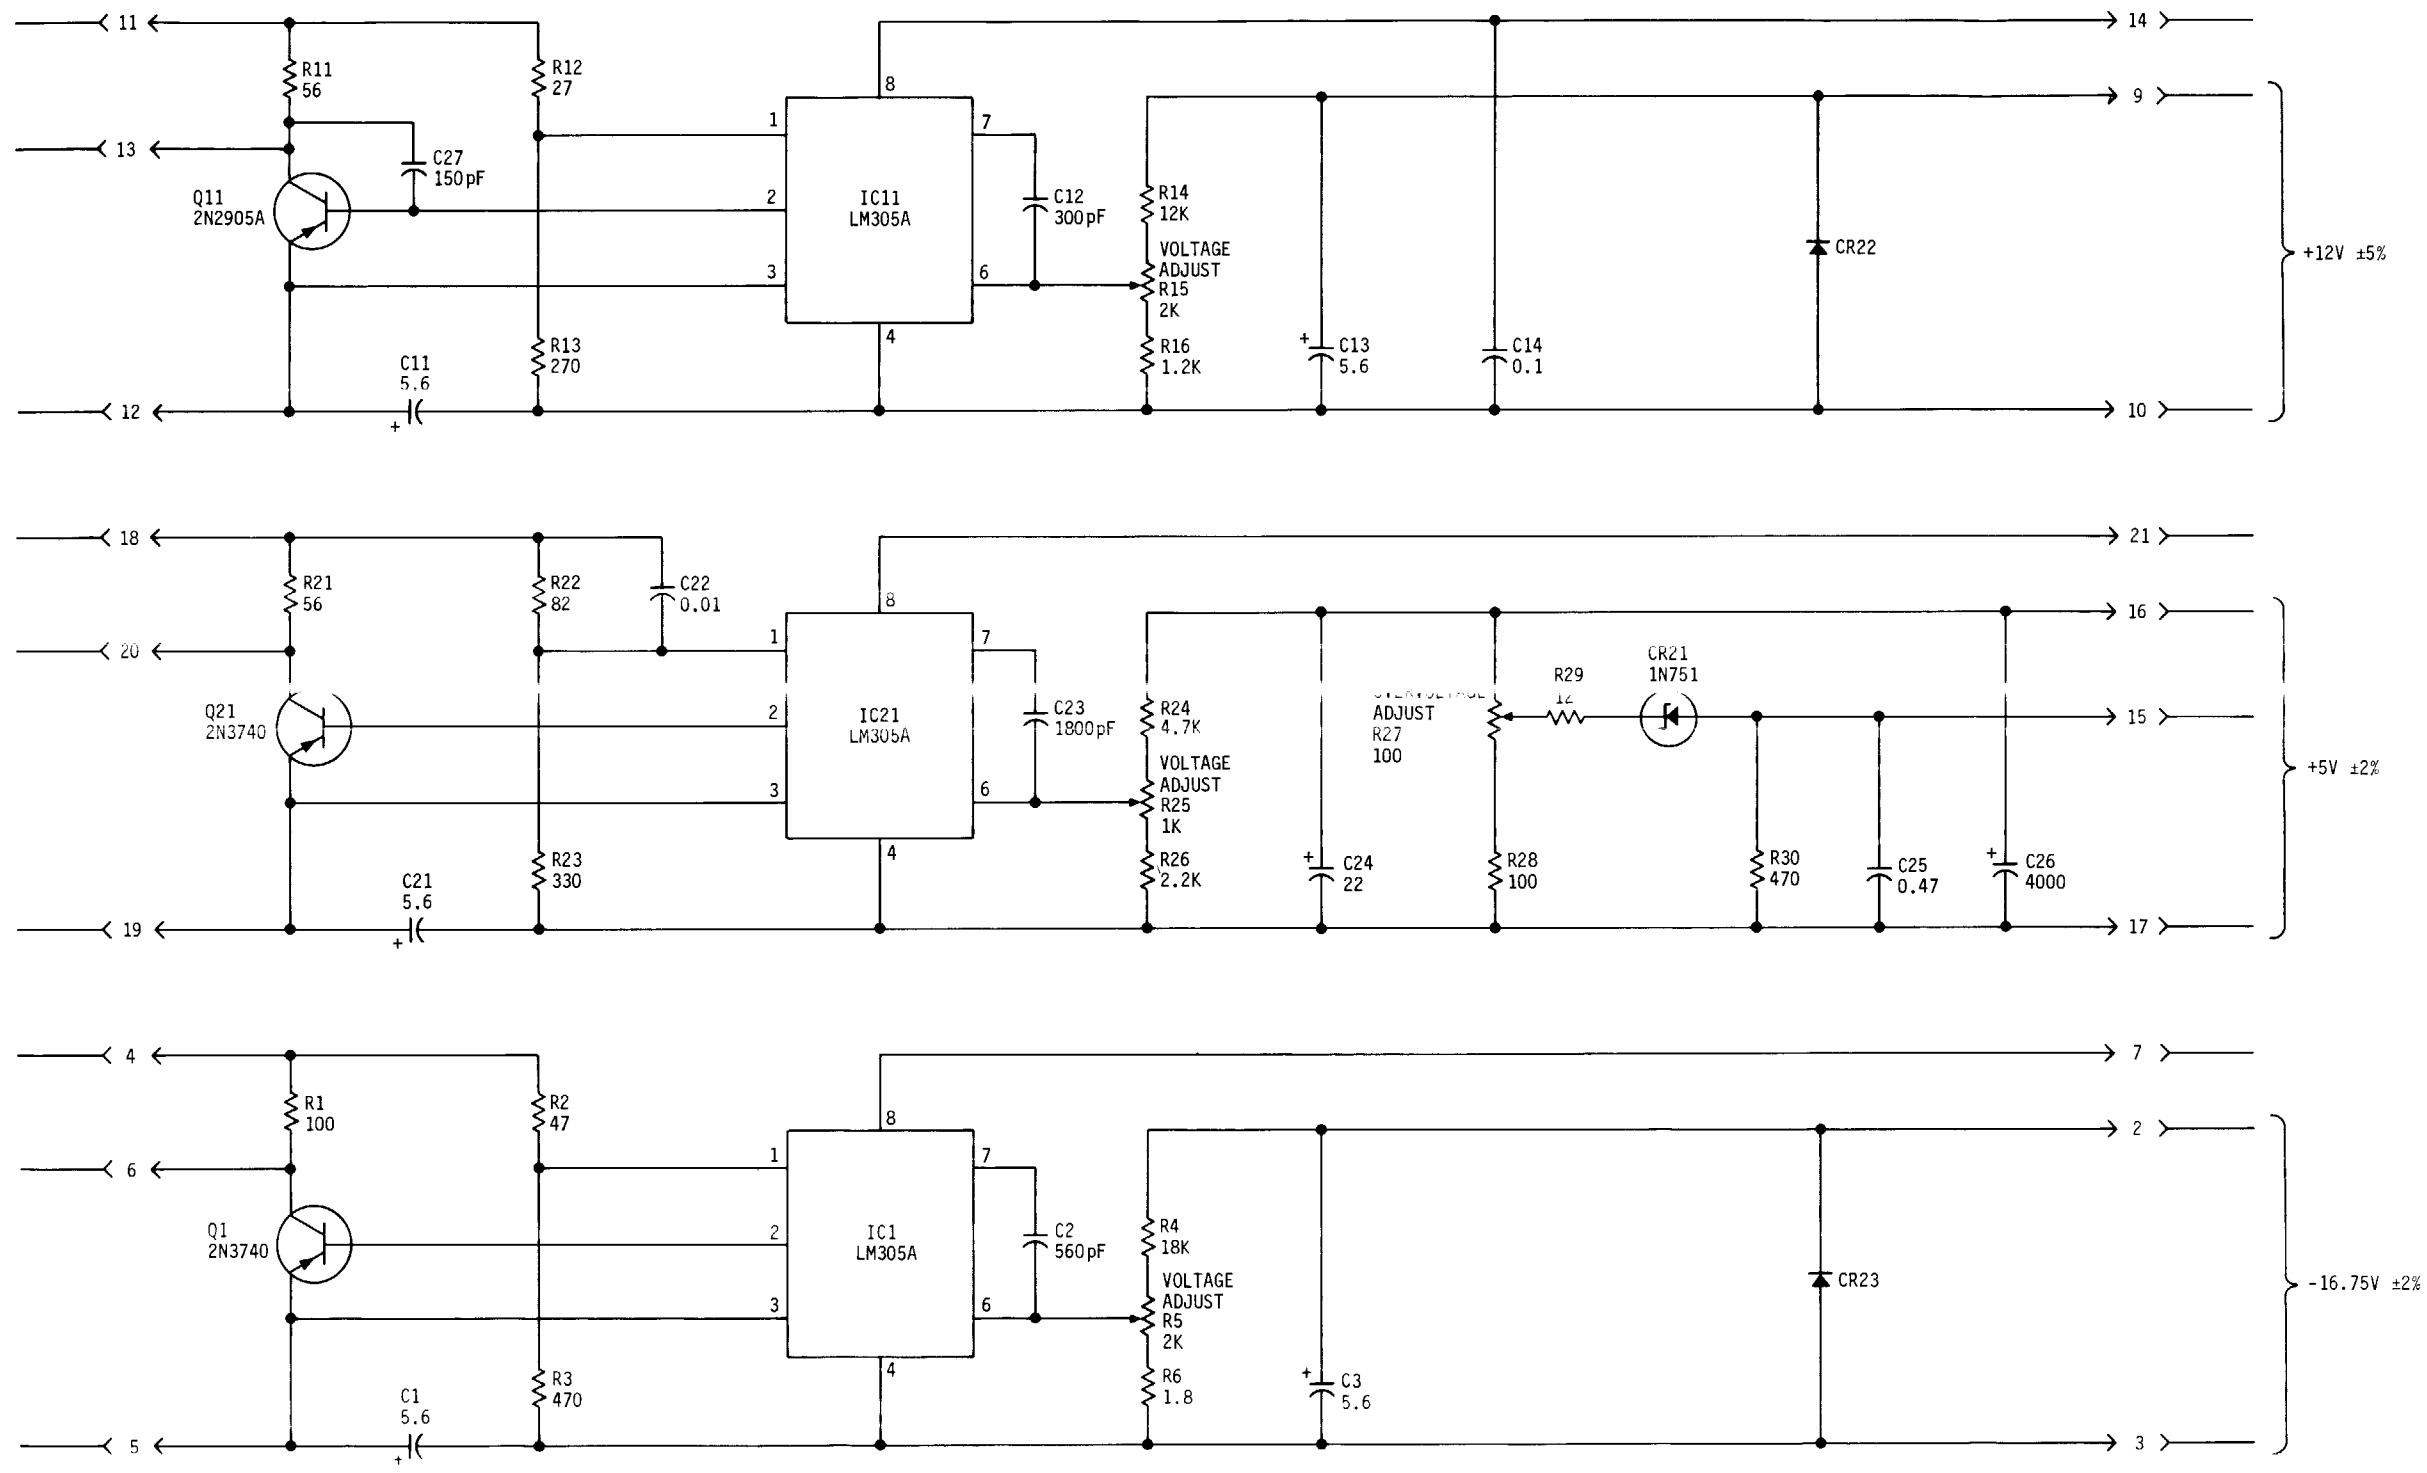 11
R11
56
13
C27
150pF
Q11
2N2905A
R12
27
1
2
3
8
IC11
LM305A
7
6
4
C12
300pF
R14
12K
VOLTAGE
ADJUST
R15
2K
R16
1.2K
R13
270
C11
5.6
+
12
+
C13
5.6
C14
0.1
CR22
14
9
10
+12V ±5%
18
R21
56
20
Q21
2N3740
R22
82
C22
0.01
1
2
3
8
IC21
LM305A
7
6
4
C23
1800pF
R24
4.7K
VOLTAGE
ADJUST
R25
1K
R26
2.2K
R23
330
C21
5.6
+
19
+
C24
22
ADJUST
R27
100
R28
100
R29
12
CR21
1N751
R30
470
C25
0.47
+
C26
4000
21
16
15
17
+5V ±2%
4
R1
100
6
Q1
2N3740
R2
47
1
2
3
8
IC1
LM305A
7
6
4
C2
560pF
R4
18K
VOLTAGE
ADJUST
R5
2K
R6
1.8
R3
470
C1
5.6
+
5
+
C3
5.6
CR23
7
2
3
-16.75V ±2%